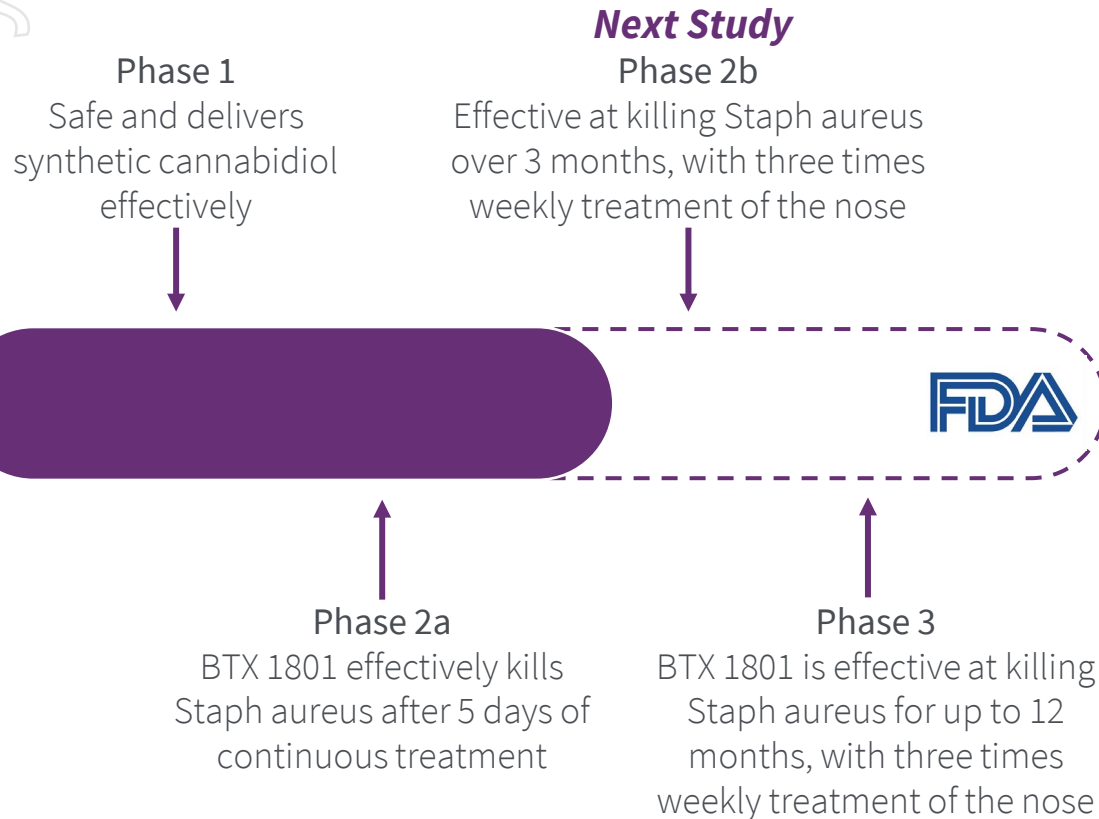 Next Study
Phase 1
Safe and delivers
synthetic cannabidiol
effectively
Phase 2b
Effective at killing Staph aureus
over 3 months, with three times
weekly treatment of the nose
FDA
Phase 2a
BTX 1801 effectively kills
Staph aureus after 5 days of
continuous treatment
Phase 3
BTX 1801 is effective at killing
Staph aureus for up to 12
months, with three times
weekly treatment of the nose